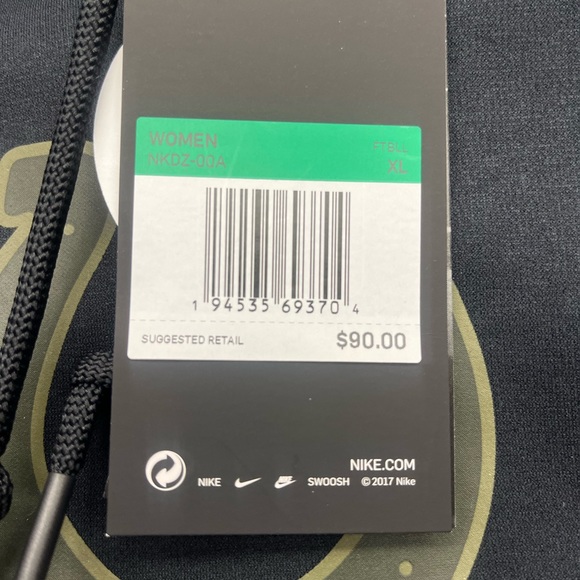 WOMEN FTBLL
NKDZ-00A XL
1 94535 69370 4
SUGGESTED RETAIL $90.00
NIKE.COM
NIKE SWOOSH © 2017 Nike